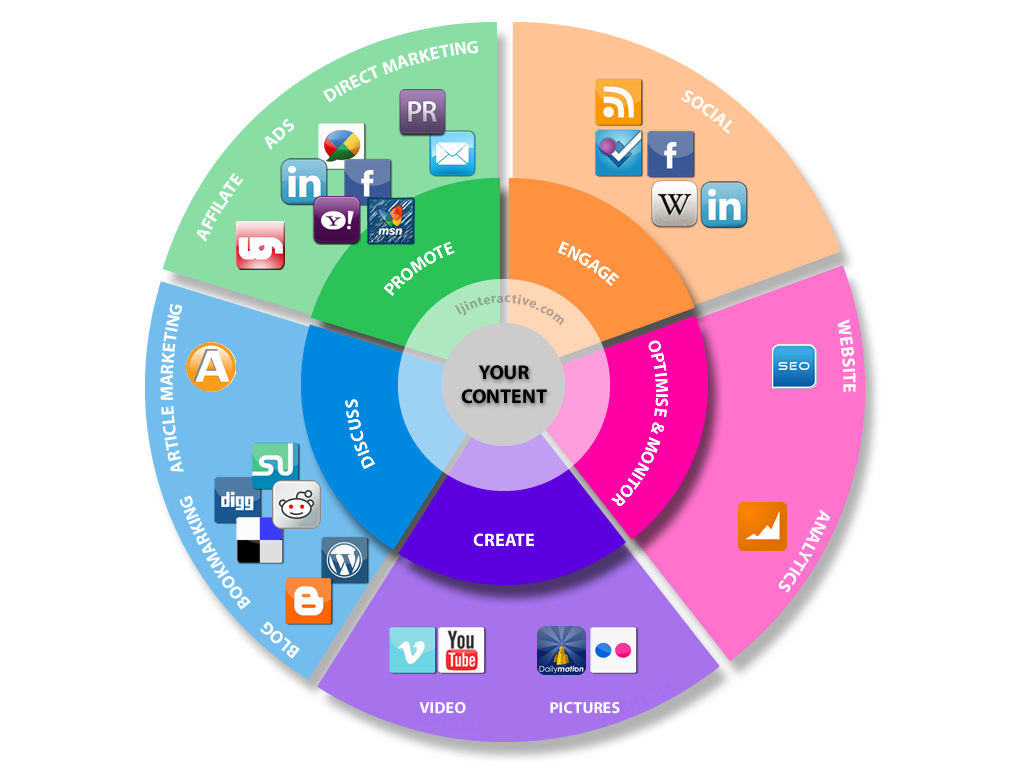 DIRECT MARKETING
ADS
AFFILATE
PR
in
f
Y!
msn
PROMOTE
SOCIAL
f
W
in
ENGAGE
ljinteractive.com
YOUR
CONTENT
WEBSITE
SEO
ANALYTICS
OPTIMISE & MONITOR
ARTICLE MARKETING
A
DISCUSS
digg
BOOKMARKING
BLOG
CREATE
You
Tube
Dailymotion
VIDEO
PICTURES